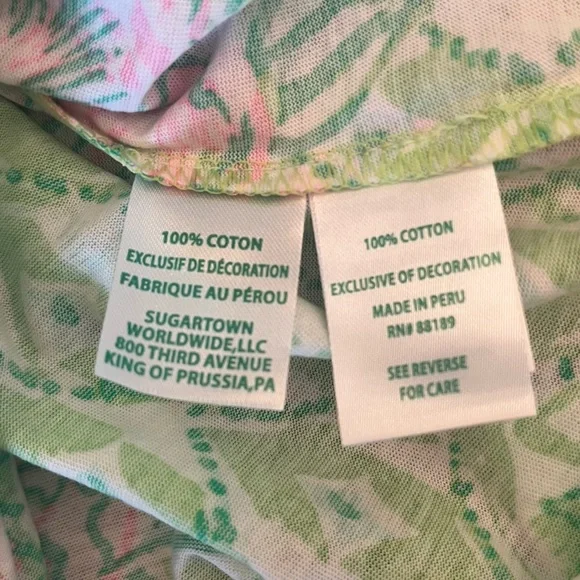 100% COTON
EXCLUSIF DE DÉCORATION
FABRIQUE AU PÉROU
SUGARTOWN
WORLDWIDE,LLC
800 THIRD AVENUE
KING OF PRUSSIA,PA
100% COTTON
EXCLUSIVE OF DECORATION
MADE IN PERU
RN# 88189
SEE REVERSE
FOR CARE